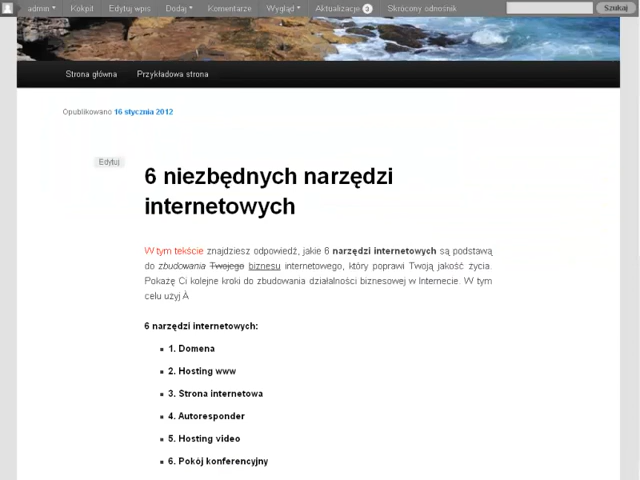 admin Kokpit Edytuj wpis Dodaj Komentarze Wygląd Aktualizacje 3 Skrócony odnośnik Szukaj
Strona główna Przykładowa strona
Opublikowano 16 stycznia 2012
Edytuj
6 niezbędnych narzędzi
internetowych
W tym tekście znajdziesz odpowiedź, jakie 6 narzędzi internetowych są podstawą
do zbudowania Twojego biznesu internetowego, który poprawi Twoją jakość życia.
Pokażę Ci kolejne kroki do zbudowania działalności biznesowej w Internecie. W tym
celu użyj Â
6 narzędzi internetowych:
1. Domena
2. Hosting www
3. Strona internetowa
4. Autoresponder
5. Hosting video
6. Pokój konferencyjny